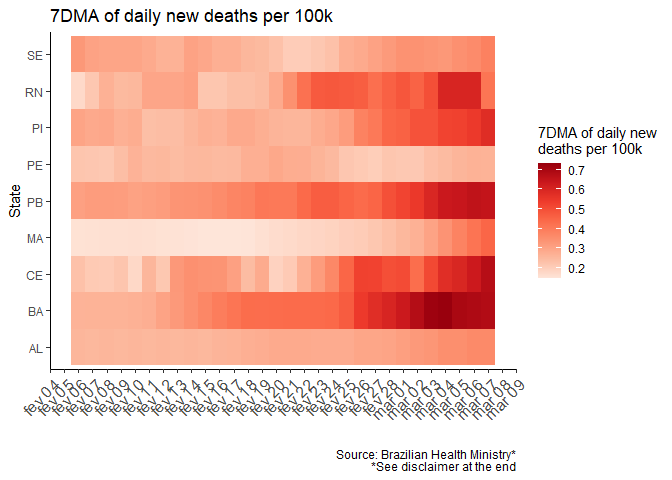 7DMA of daily new deaths per 100k
State
SE
RN
PI
PE
PB
MA
CE
BA
AL
fev 04
fev 05
fev 06
fev 07
fev 08
fev 09
fev 10
fev 11
fev 12
fev 13
fev 14
fev 15
fev 16
fev 17
fev 18
fev 19
fev 20
fev 21
fev 22
fev 23
fev 24
fev 25
fev 26
fev 27
fev 28
mar 01
mar 02
mar 03
mar 04
mar 05
mar 06
mar 07
mar 08
mar 09
7DMA of daily new
deaths per 100k
0.7
0.6
0.5
0.4
0.3
0.2
Source: Brazilian Health Ministry*
*See disclaimer at the end